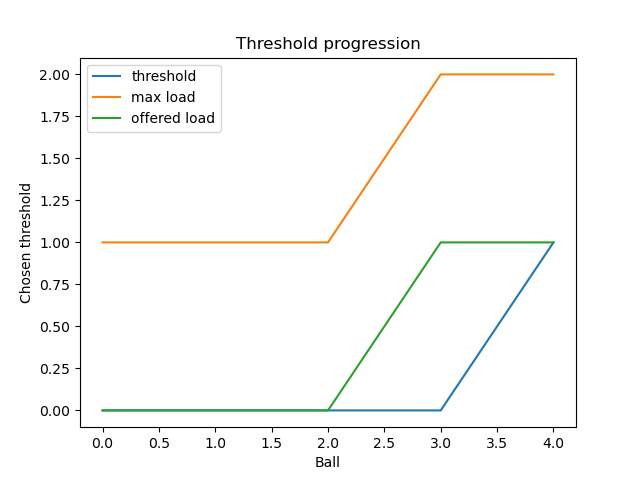 Threshold progression
threshold
max load
offered load
2.00
1.75
1.50
1.25
1.00
0.75
0.50
0.25
0.00
Chosen threshold
0.0 0.5 1.0 1.5 2.0 2.5 3.0 3.5 4.0
Ball